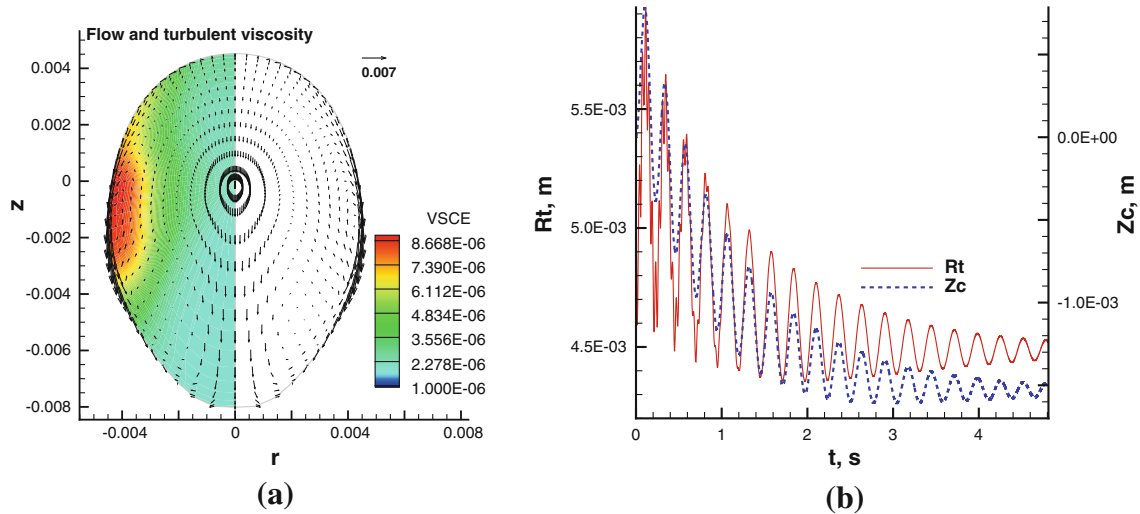 Flow and turbulent viscosity
0.007
0.004
0.002
0
-0.002
-0.004
-0.006
-0.008
z
-0.004
0
0.004
0.008
r
VSCE
8.668E-06
7.390E-06
6.112E-06
4.834E-06
3.556E-06
2.278E-06
1.000E-06
(a)
5.5E-03
5.0E-03
4.5E-03
Rt, m
0
1
2
3
4
t, s
Rt
Zc
0.0E+00
-1.0E-03
Zc, m
(b)